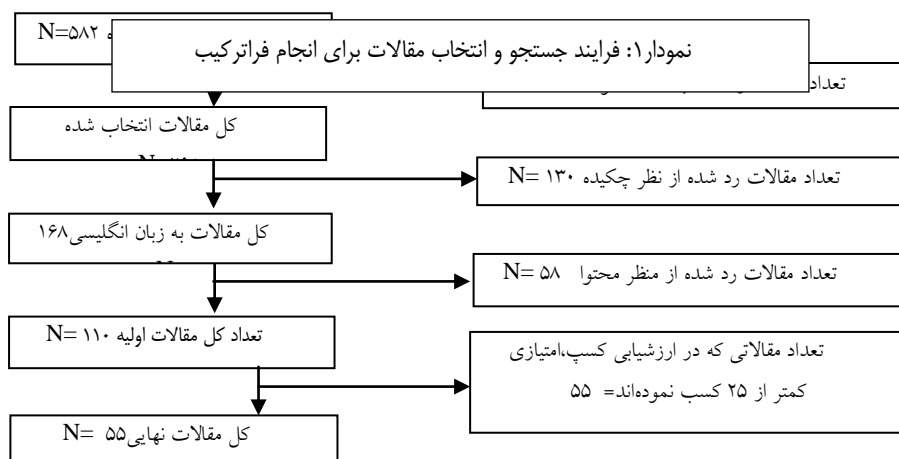 N=۵۸۲
نمودار۱: فرایند جستجو و انتخاب مقالات برای انجام فراترکیب
تعداد
کل مقالات انتخاب شده
تعداد مقالات رد شده از نظر چکیده ۱۳۰ =N
کل مقالات به زبان انگلیسی۱۶۸
تعداد مقالات رد شده از منظر محتوا ۵۸ =N
تعداد کل مقالات اولیه ۱۱۰ =N
تعداد مقالاتی که در ارزشیابی کسپ،امتیازی
کمتر از ۲۵ کسب نموده‌اند= ۵۵
کل مقالات نهایی۵۵ =N